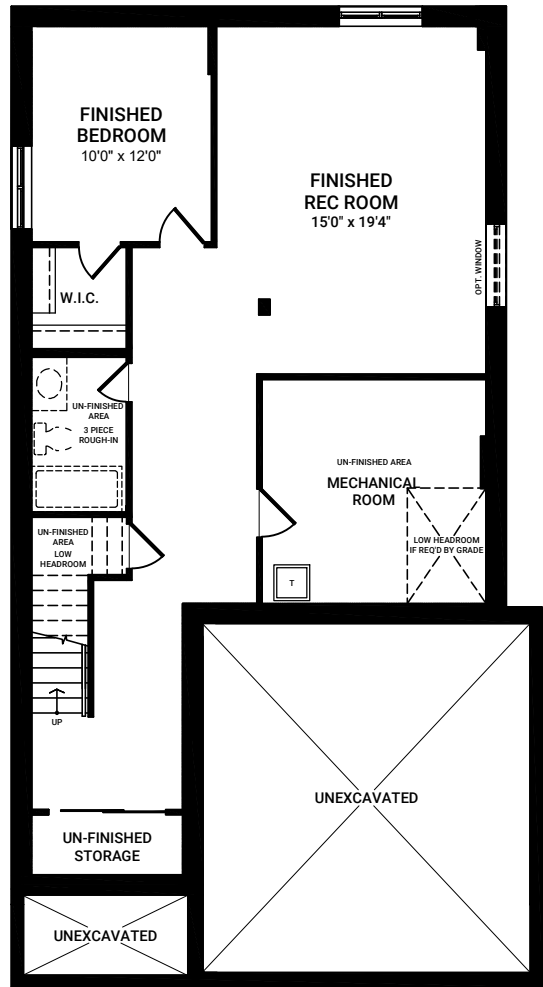 FINISHED
BEDROOM
10'0" x 12'0"
FINISHED
REC ROOM
15'0" x 19'4"
OPT. WINDOW
W.I.C.
UN-FINISHED
AREA
3 PIECE
ROUGH-IN
UN-FINISHED AREA
MECHANICAL
ROOM
LOW HEADROOM
IF REQ'D BY GRADE
T
UN-FINISHED
AREA
LOW
HEADROOM
UP
UNEXCAVATED
UN-FINISHED
STORAGE
UNEXCAVATED